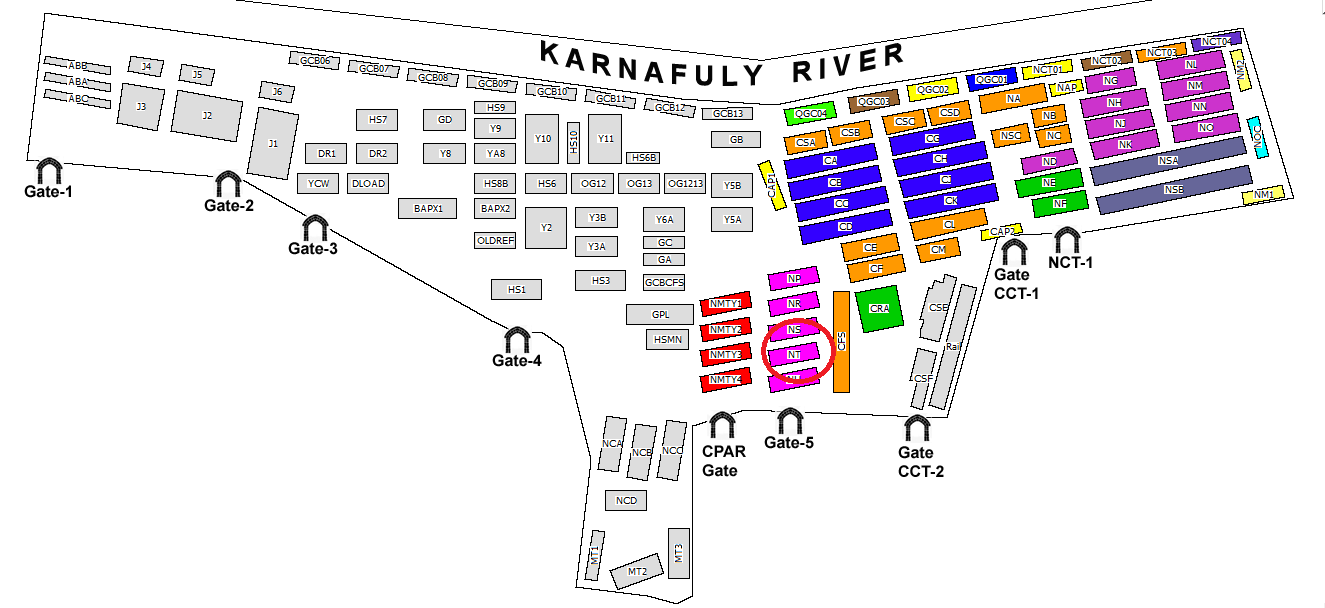 KARNAFULY RIVER
ABB
ABA
ABC
J4
J5
J3
J2
J6
J1
GCB06
GCB07
GCB08
GCB09
GCB10
GCB11
GCB12
GCB13
HS7
GD
HS9
Y9
Y10
HS10
Y11
GB
DR1
DR2
Y8
YA8
HS6B
YCW
DLOAD
HS8B
HS6
OG12
OG13
OG1213
Y5B
BAPX1
BAPX2
Y2
Y3B
Y6A
Y5A
OLDREF
Y3A
GC
GA
HS1
HS3
GCBCFS
GPL
HSMN
QGC04
QGC03
QGC02
QGC01
NCT01
NCT02
NCT03
NCT04
CSA
CSB
CSC
CSD
NA
NAP
NG
NL
NM2
CA
CB
CC
CD
CAP1
CG
CH
CJ
CK
CL
CM
CE
CF
NSC
NB
NC
ND
NE
NF
NH
NJ
NK
NM
NN
NO
NSA
NSB
NM1
CAP2
NP
NR
NS
NT
NMTY1
NMTY2
NMTY3
NMTY4
CFS
CRA
CSE
CSF
Rail
NCA
NCB
NCC
NCD
MT1
MT2
MT3
Gate-1
Gate-2
Gate-3
Gate-4
CPAR
Gate
Gate-5
Gate
CCT-2
Gate
CCT-1
NCT-1